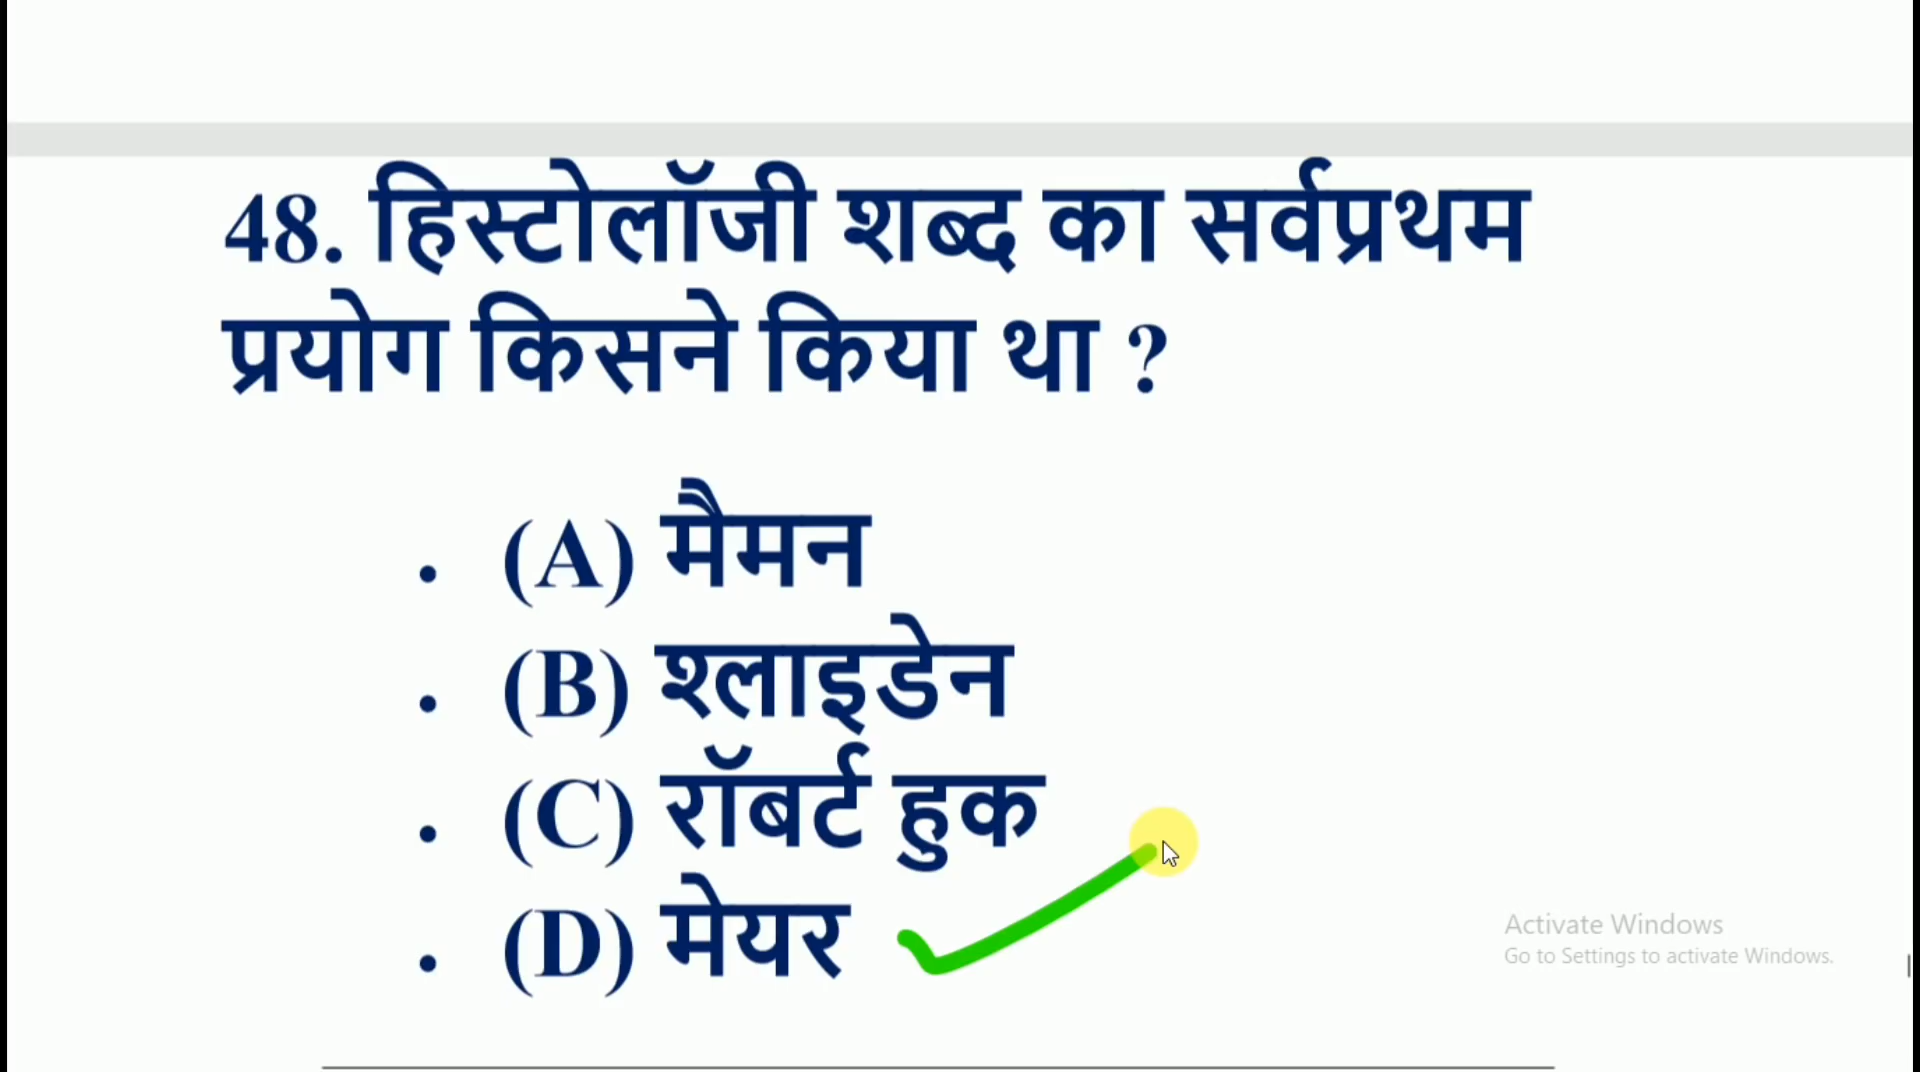 48. हिस्टोलॉजी शब्द का सर्वप्रथम
प्रयोग किसने किया था ?
. (A) मैमन
. (B) श्लाइडेन
. (C) रॉबर्ट हुक
. (D) मेयर
Activate Windows
Go to Settings to activate Windows.